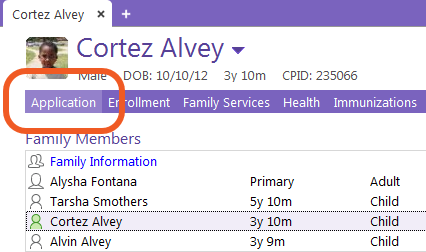 Cortez Alvey × +
Cortez Alvey
Male DOB: 10/10/12 3y 10m CPID: 235066
Application Enrollment Family Services Health Immunizations
Family Members
Family Information
Alysha Fontana Primary Adult
Tarsha Smothers 5y 10m Child
Cortez Alvey 3y 10m Child
Alvin Alvey 3y 9m Child